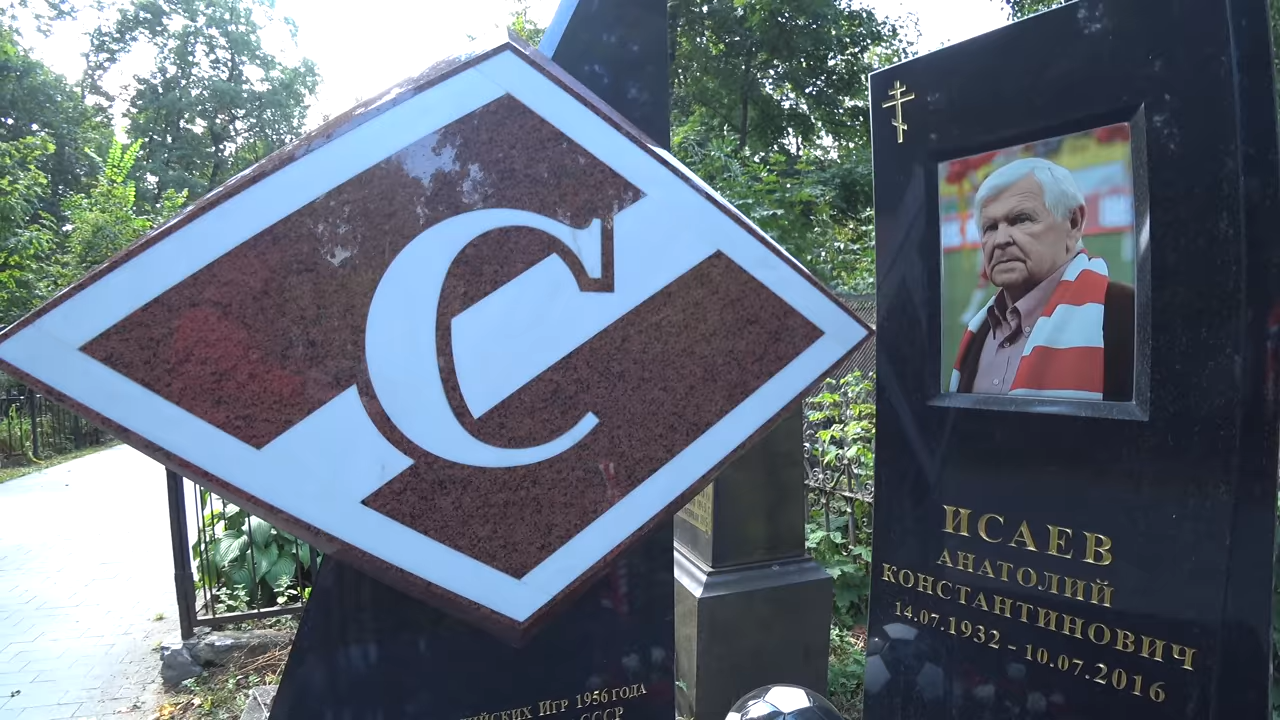 С
ИСАЕВ
АНАТОЛИЙ
КОНСТАНТИНОВИЧ
14.07.1932 - 10.07.2016
ИГР 1956 ГОДА
СССР